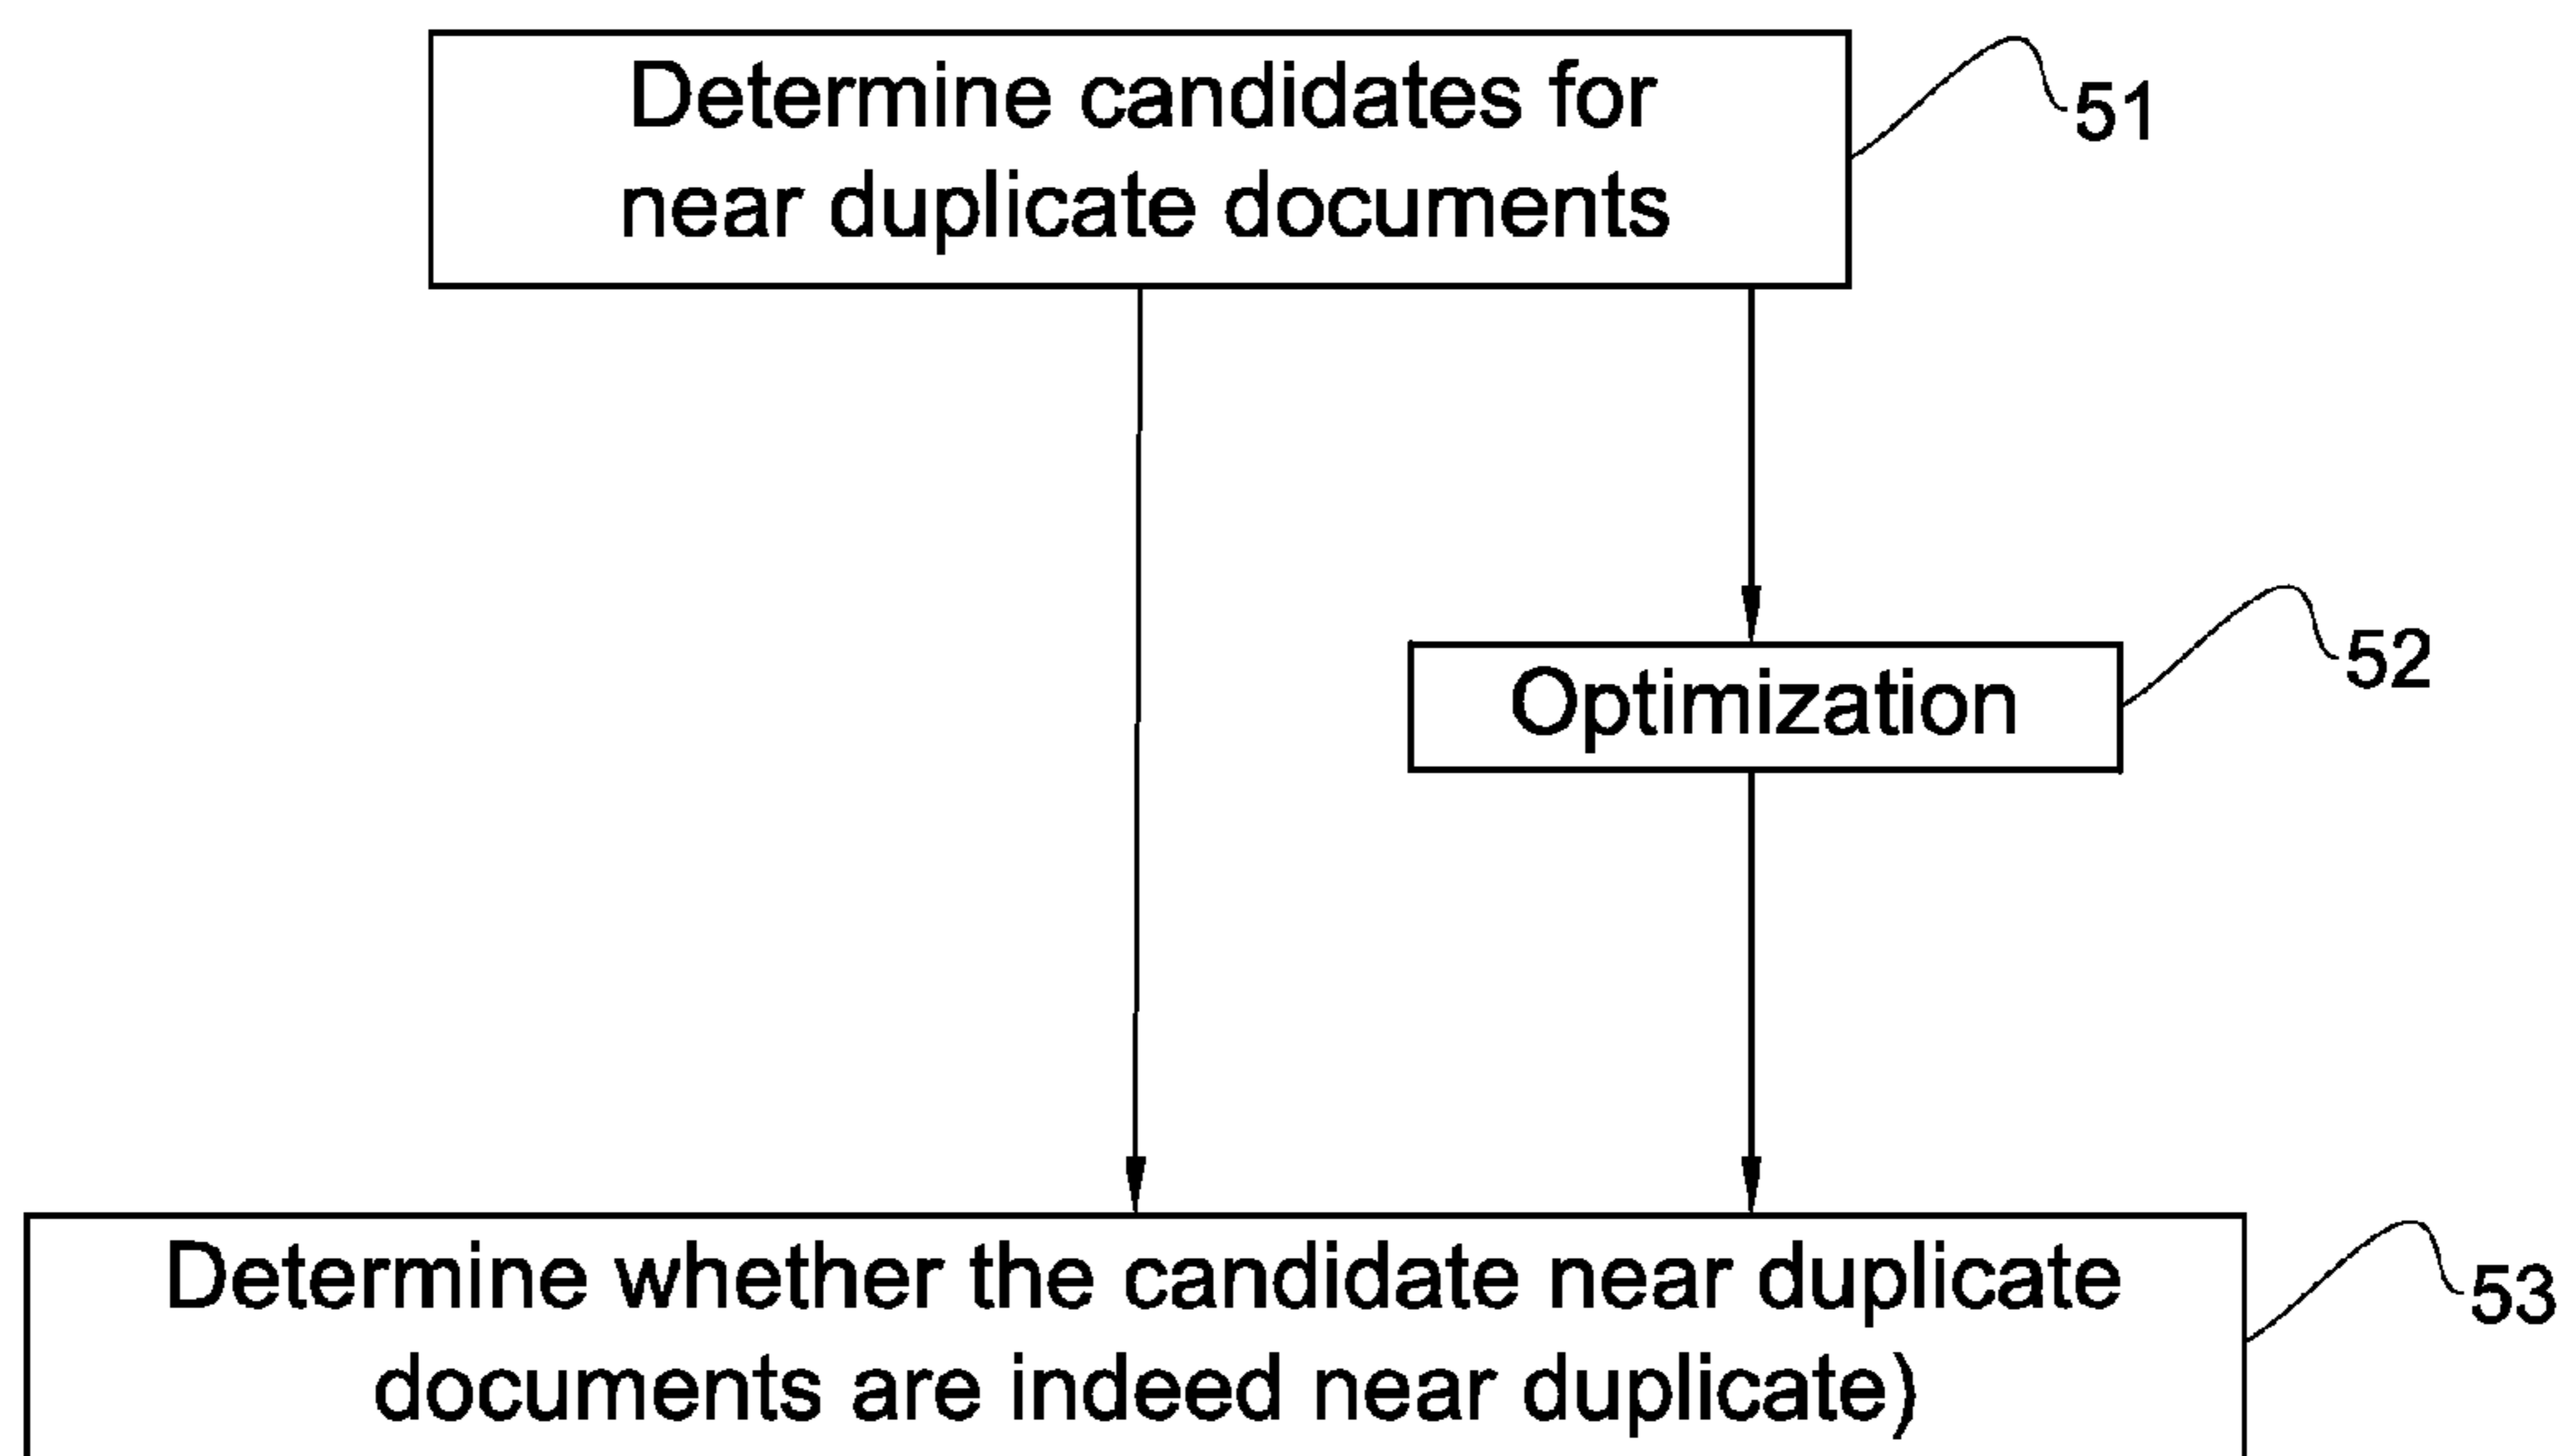 Determine candidates for
near duplicate documents
51
Optimization
52
Determine whether the candidate near duplicate
documents are indeed near duplicate)
53